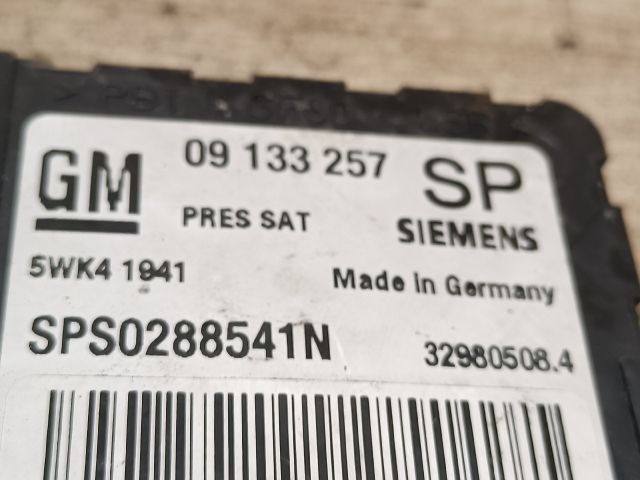 GM 09 133 257 SP
PRES SAT SIEMENS
5WK4 1941 Made in Germany
SPS0288541N 32980508.4